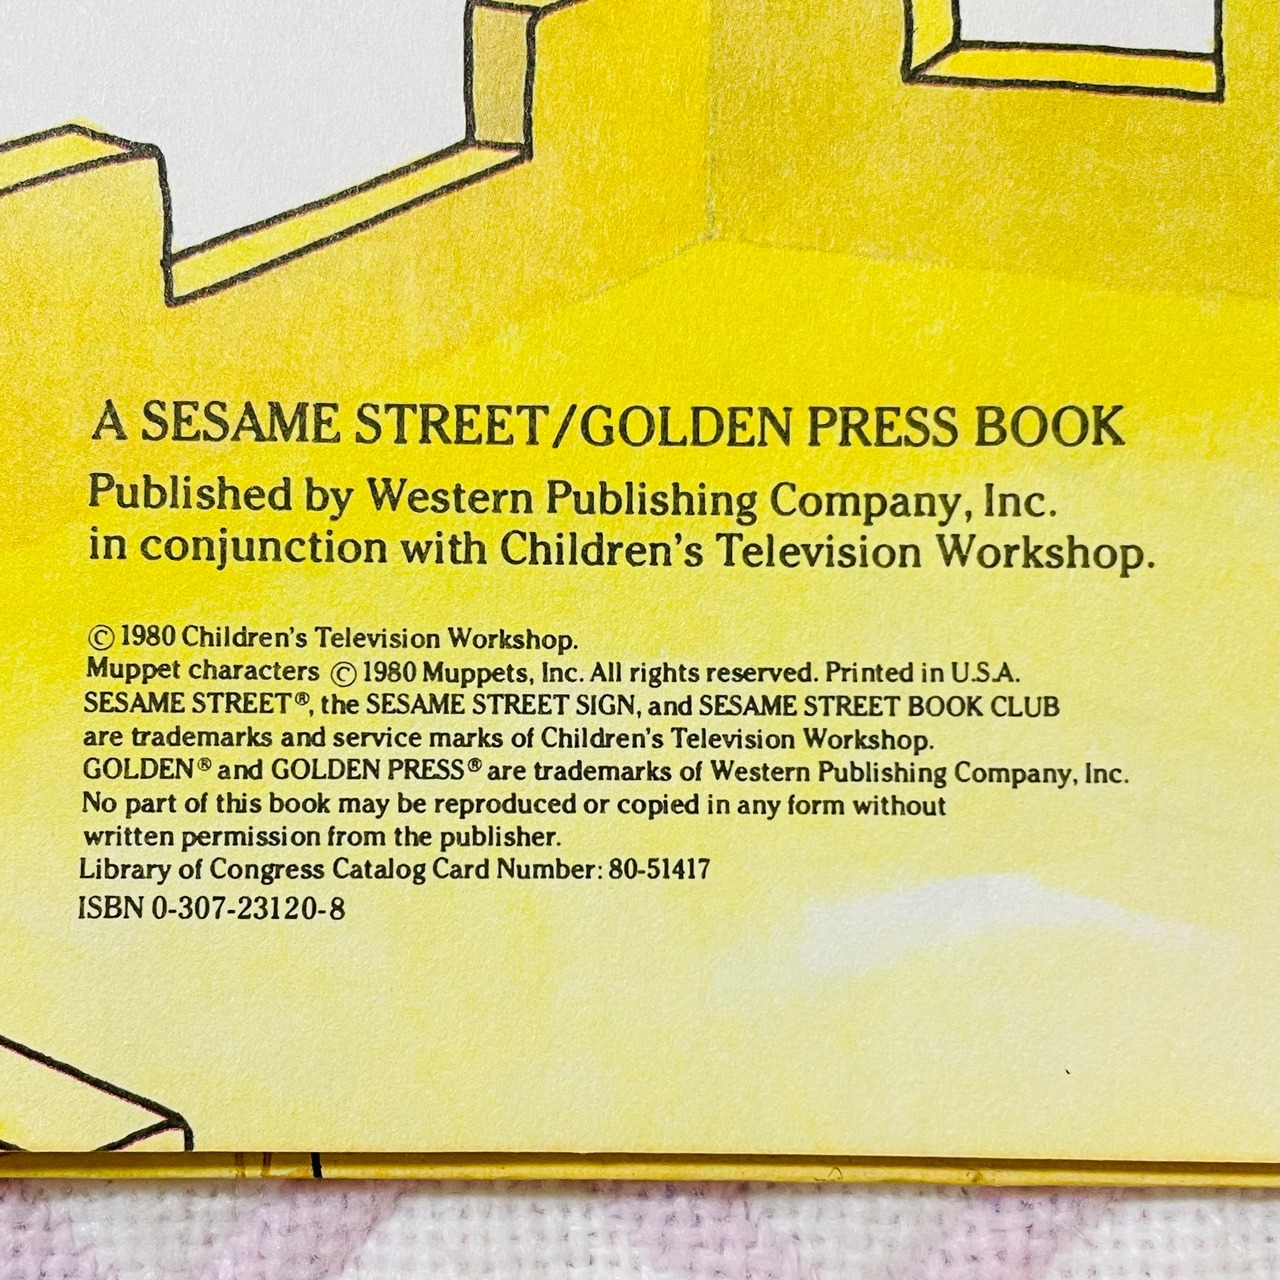 A SESAME STREET/GOLDEN PRESS BOOK
Published by Western Publishing Company, Inc.
in conjunction with Children's Television Workshop.
© 1980 Children's Television Workshop.
Muppet characters © 1980 Muppets, Inc. All rights reserved. Printed in U.S.A.
SESAME STREET®, the SESAME STREET SIGN, and SESAME STREET BOOK CLUB
are trademarks and service marks of Children's Television Workshop.
GOLDEN® and GOLDEN PRESS® are trademarks of Western Publishing Company, Inc.
No part of this book may be reproduced or copied in any form without
written permission from the publisher.
Library of Congress Catalog Card Number: 80-51417
ISBN 0-307-23120-8